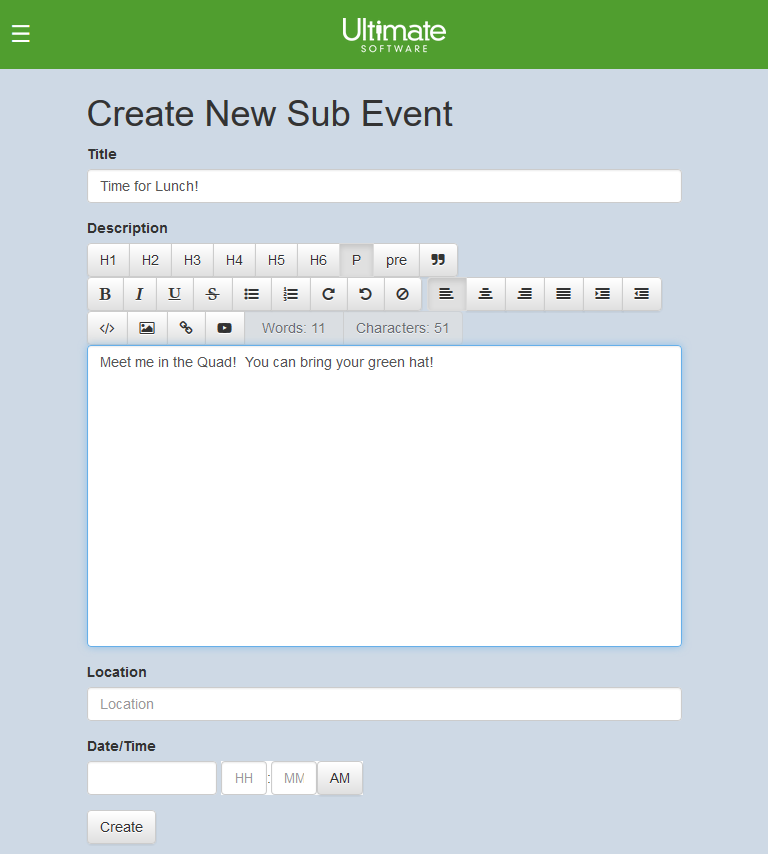 ☰
Ultimate
SOFTWARE
Create New Sub Event
Title
Time for Lunch!
Description
H1 H2 H3 H4 H5 H6 P pre ❞
B I U S
</> Words: 11 Characters: 51
Meet me in the Quad!  You can bring your green hat!
Location
Location
Date/Time
HH : MM AM
Create